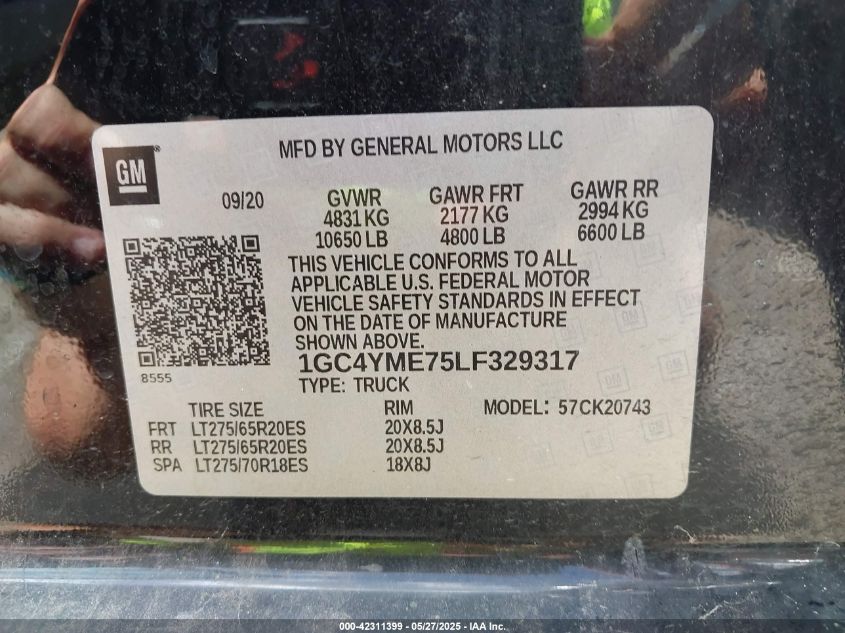 MFD BY GENERAL MOTORS LLC
GM
09/20
GVWR GAWR FRT GAWR RR
4831 KG 2177 KG 2994 KG
10650 LB 4800 LB 6600 LB
THIS VEHICLE CONFORMS TO ALL
APPLICABLE U.S. FEDERAL MOTOR
VEHICLE SAFETY STANDARDS IN EFFECT
ON THE DATE OF MANUFACTURE
SHOWN ABOVE.
8555
1GC4YME75LF329317
TYPE: TRUCK
TIRE SIZE RIM MODEL: 57CK20743
FRT LT275/65R20ES 20X8.5J
RR LT275/65R20ES 20X8.5J
SPA LT275/70R18ES 18X8J
000-42311399 — 05/27/2025 - IAA Inc.